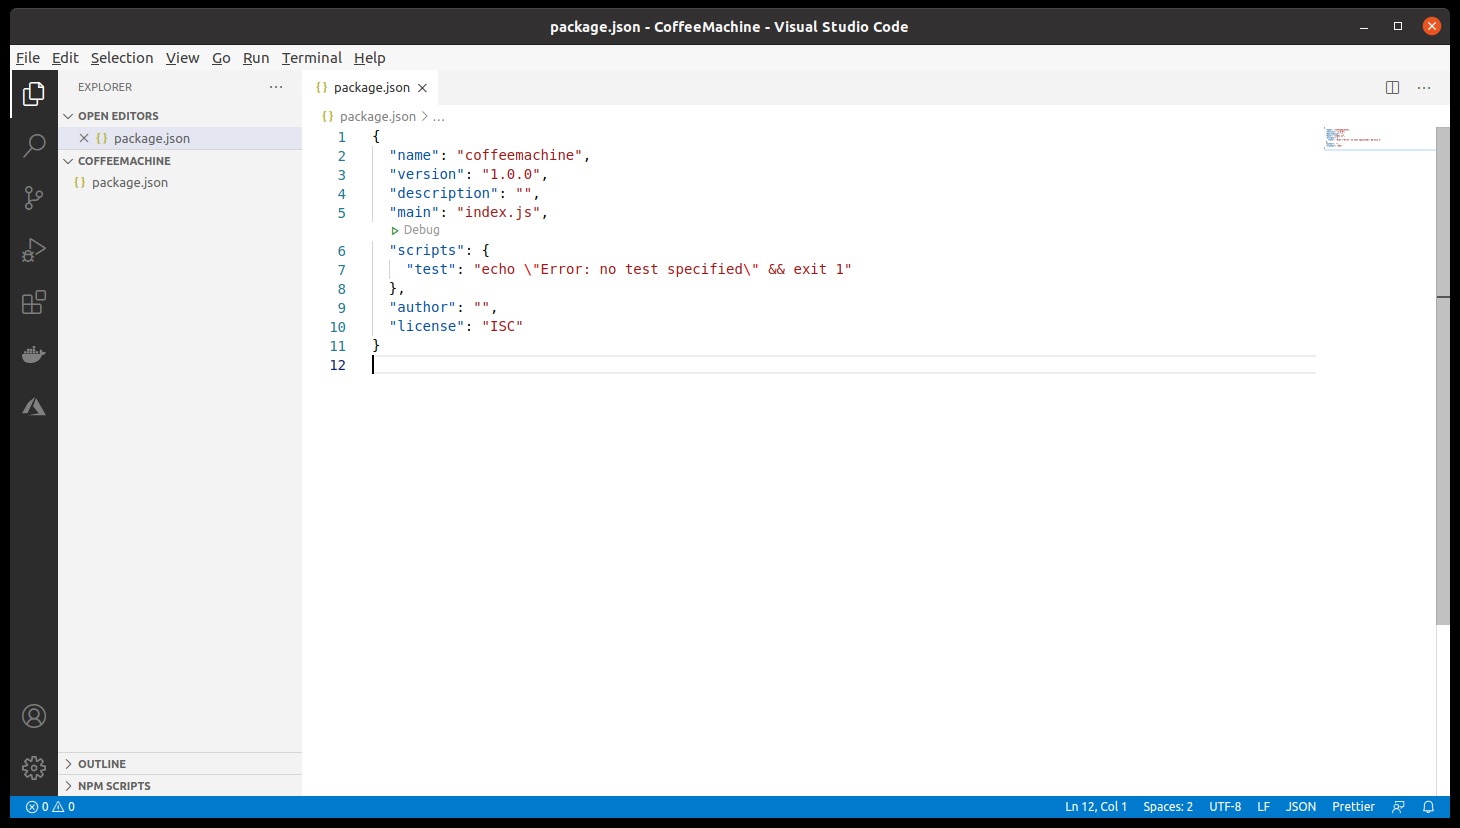 package.json - CoffeeMachine - Visual Studio Code
File Edit Selection View Go Run Terminal Help
EXPLORER
OPEN EDITORS
{} package.json
COFFEEMACHINE
{} package.json
OUTLINE
NPM SCRIPTS
{} package.json
{} package.json > ...
1 {
2 "name": "coffeemachine",
3 "version": "1.0.0",
4 "description": "",
5 "main": "index.js",
Debug
6 "scripts": {
7 "test": "echo \"Error: no test specified\" && exit 1"
8 },
9 "author": "",
10 "license": "ISC"
11 }
12
0 0
Ln 12, Col 1 Spaces: 2 UTF-8 LF JSON Prettier